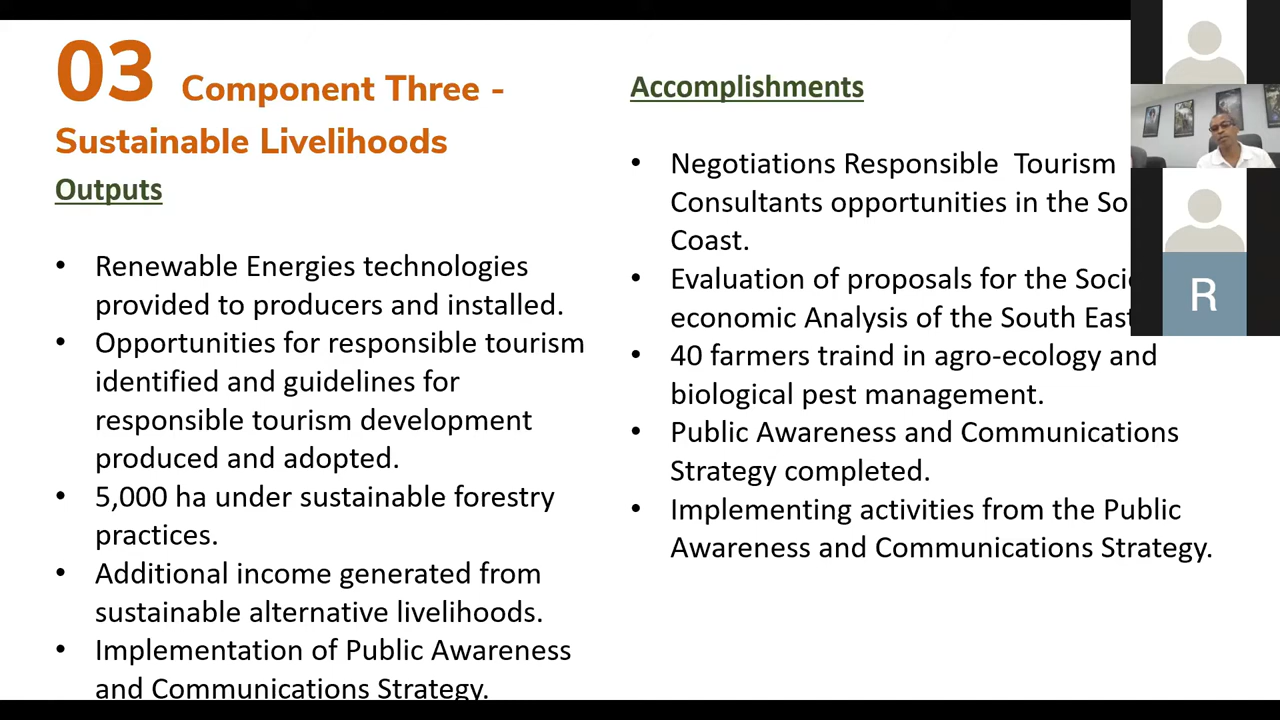 03 Component Three -
Sustainable Livelihoods
Outputs
• Renewable Energies technologies
provided to producers and installed.
• Opportunities for responsible tourism
identified and guidelines for
responsible tourism development
produced and adopted.
• 5,000 ha under sustainable forestry
practices.
• Additional income generated from
sustainable alternative livelihoods.
• Implementation of Public Awareness
and Communications Strategy.
Accomplishments
• Negotiations Responsible Tourism
Consultants opportunities in the
Coast.
• Evaluation of proposals for the
economic Analysis of the South East
• 40 farmers traind in agro-ecology and
biological pest management.
• Public Awareness and Communications
Strategy completed.
• Implementing activities from the Public
Awareness and Communications Strategy.
R